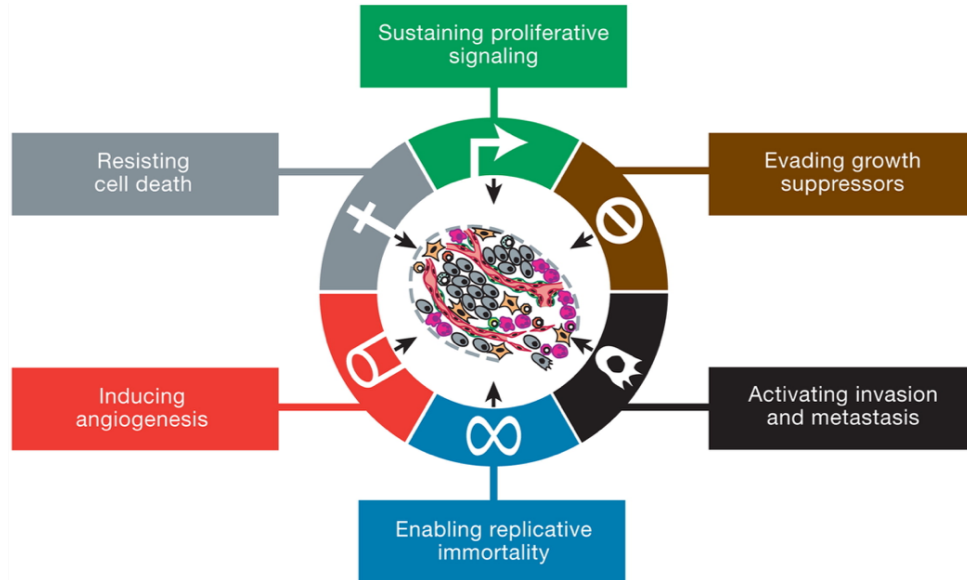 Sustaining proliferative
signaling
Resisting
cell death
Evading growth
suppressors
Inducing
angiogenesis
Activating invasion
and metastasis
Enabling replicative
immortality